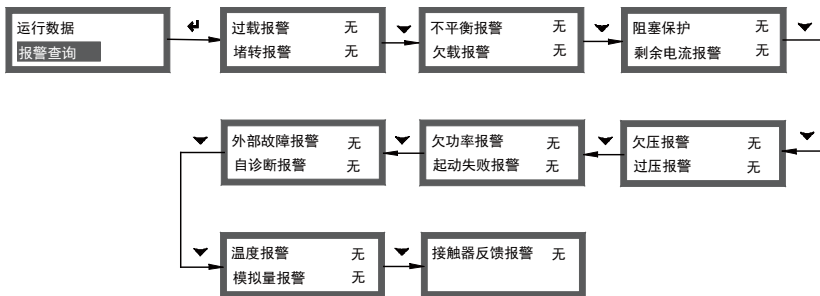 运行数据
报警查询
过载报警 无
堵转报警 无
不平衡报警 无
欠载报警 无
阻塞保护 无
剩余电流报警 无
欠压报警 无
过压报警 无
欠功率报警 无
起动失败报警 无
外部故障报警 无
自诊断报警 无
温度报警 无
模拟量报警 无
接触器反馈报警 无